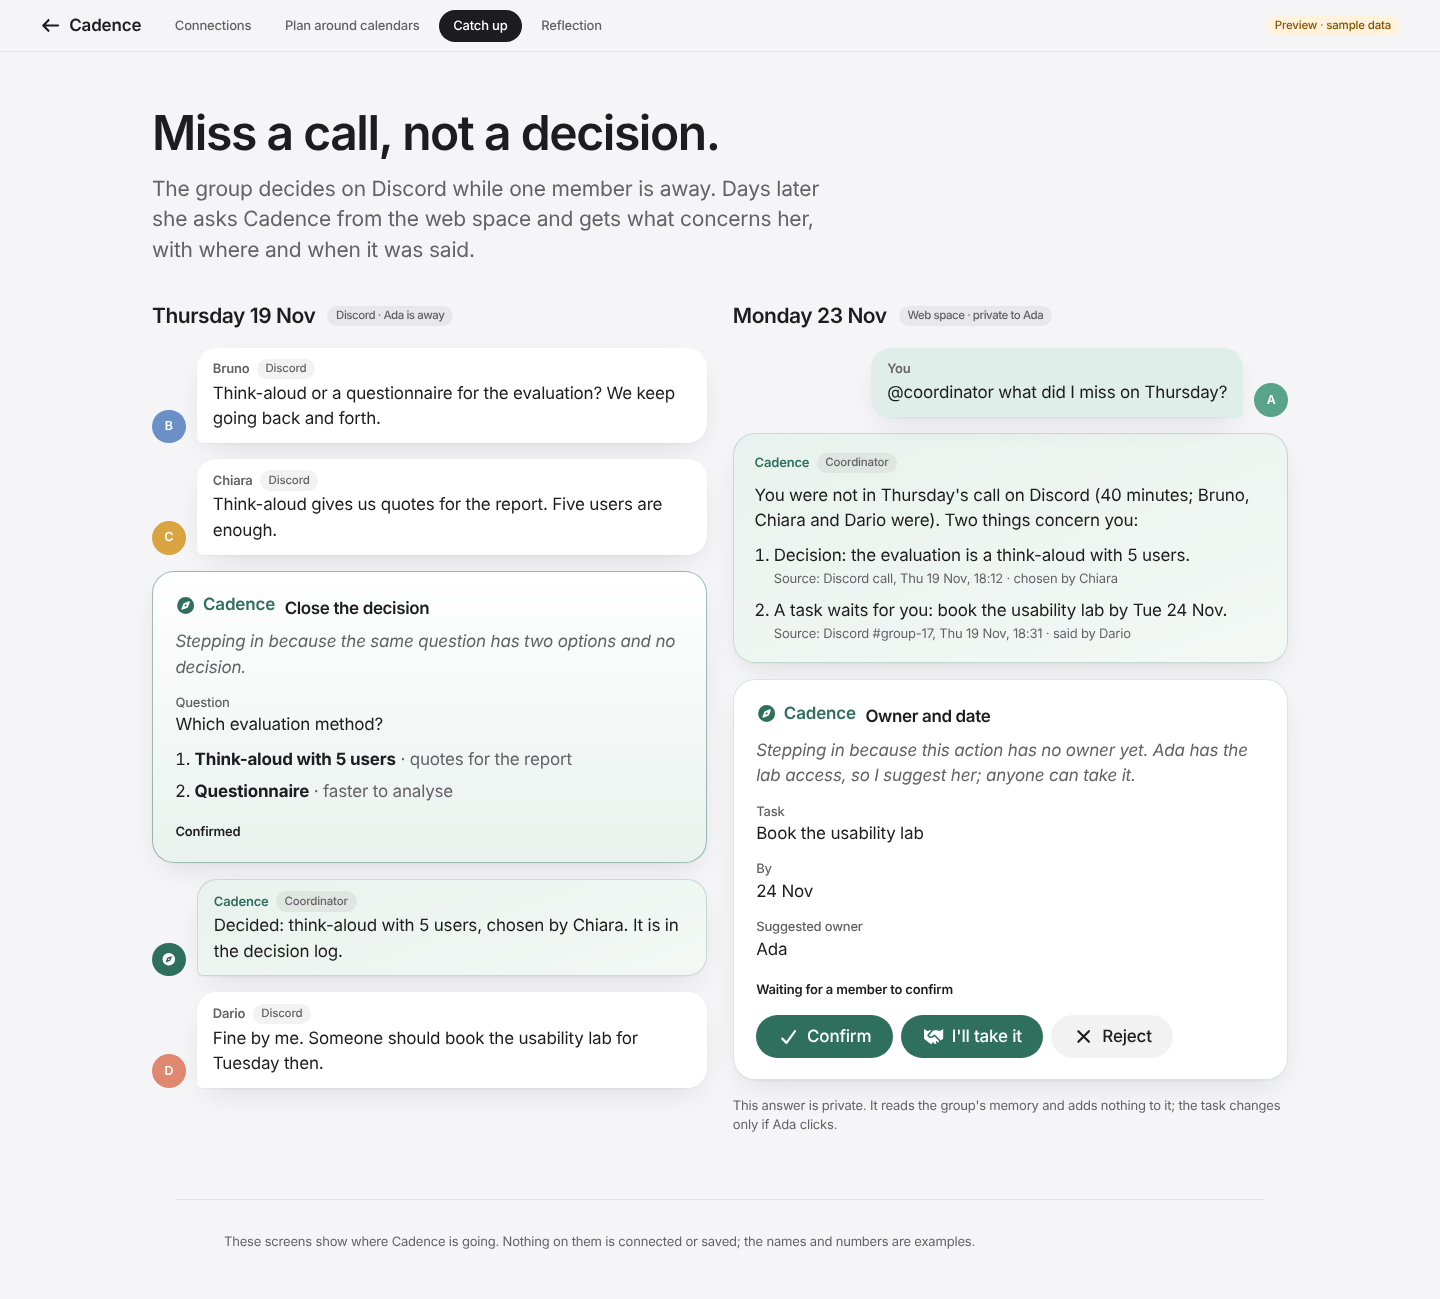 Cadence
Connections
Plan around calendars
Catch up
Reflection
Preview · sample data
Miss a call, not a decision.
The group decides on Discord while one member is away. Days later
she asks Cadence from the web space and gets what concerns her,
with where and when it was said.
Thursday 19 Nov
Discord · Ada is away
Bruno
Discord
Think-aloud or a questionnaire for the evaluation? We keep
going back and forth.
B
Chiara
Discord
Think-aloud gives us quotes for the report. Five users are
enough.
C
Cadence
Close the decision
Stepping in because the same question has two options and no
decision.
Question
Which evaluation method?
1. Think-aloud with 5 users · quotes for the report
2. Questionnaire · faster to analyse
Confirmed
Cadence
Coordinator
Decided: think-aloud with 5 users, chosen by Chiara. It is in
the decision log.
Dario
Discord
Fine by me. Someone should book the usability lab for
Tuesday then.
D
Monday 23 Nov
Web space · private to Ada
You
@coordinator what did I miss on Thursday?
A
Cadence
Coordinator
You were not in Thursday's call on Discord (40 minutes; Bruno,
Chiara and Dario were). Two things concern you:
1. Decision: the evaluation is a think-aloud with 5 users.
Source: Discord call, Thu 19 Nov, 18:12 · chosen by Chiara
2. A task waits for you: book the usability lab by Tue 24 Nov.
Source: Discord #group-17, Thu 19 Nov, 18:31 · said by Dario
Cadence
Owner and date
Stepping in because this action has no owner yet. Ada has the
lab access, so I suggest her; anyone can take it.
Task
Book the usability lab
By
24 Nov
Suggested owner
Ada
Waiting for a member to confirm
Confirm
I'll take it
Reject
This answer is private. It reads the group's memory and adds nothing to it; the task changes
only if Ada clicks.
These screens show where Cadence is going. Nothing on them is connected or saved; the names and numbers are examples.